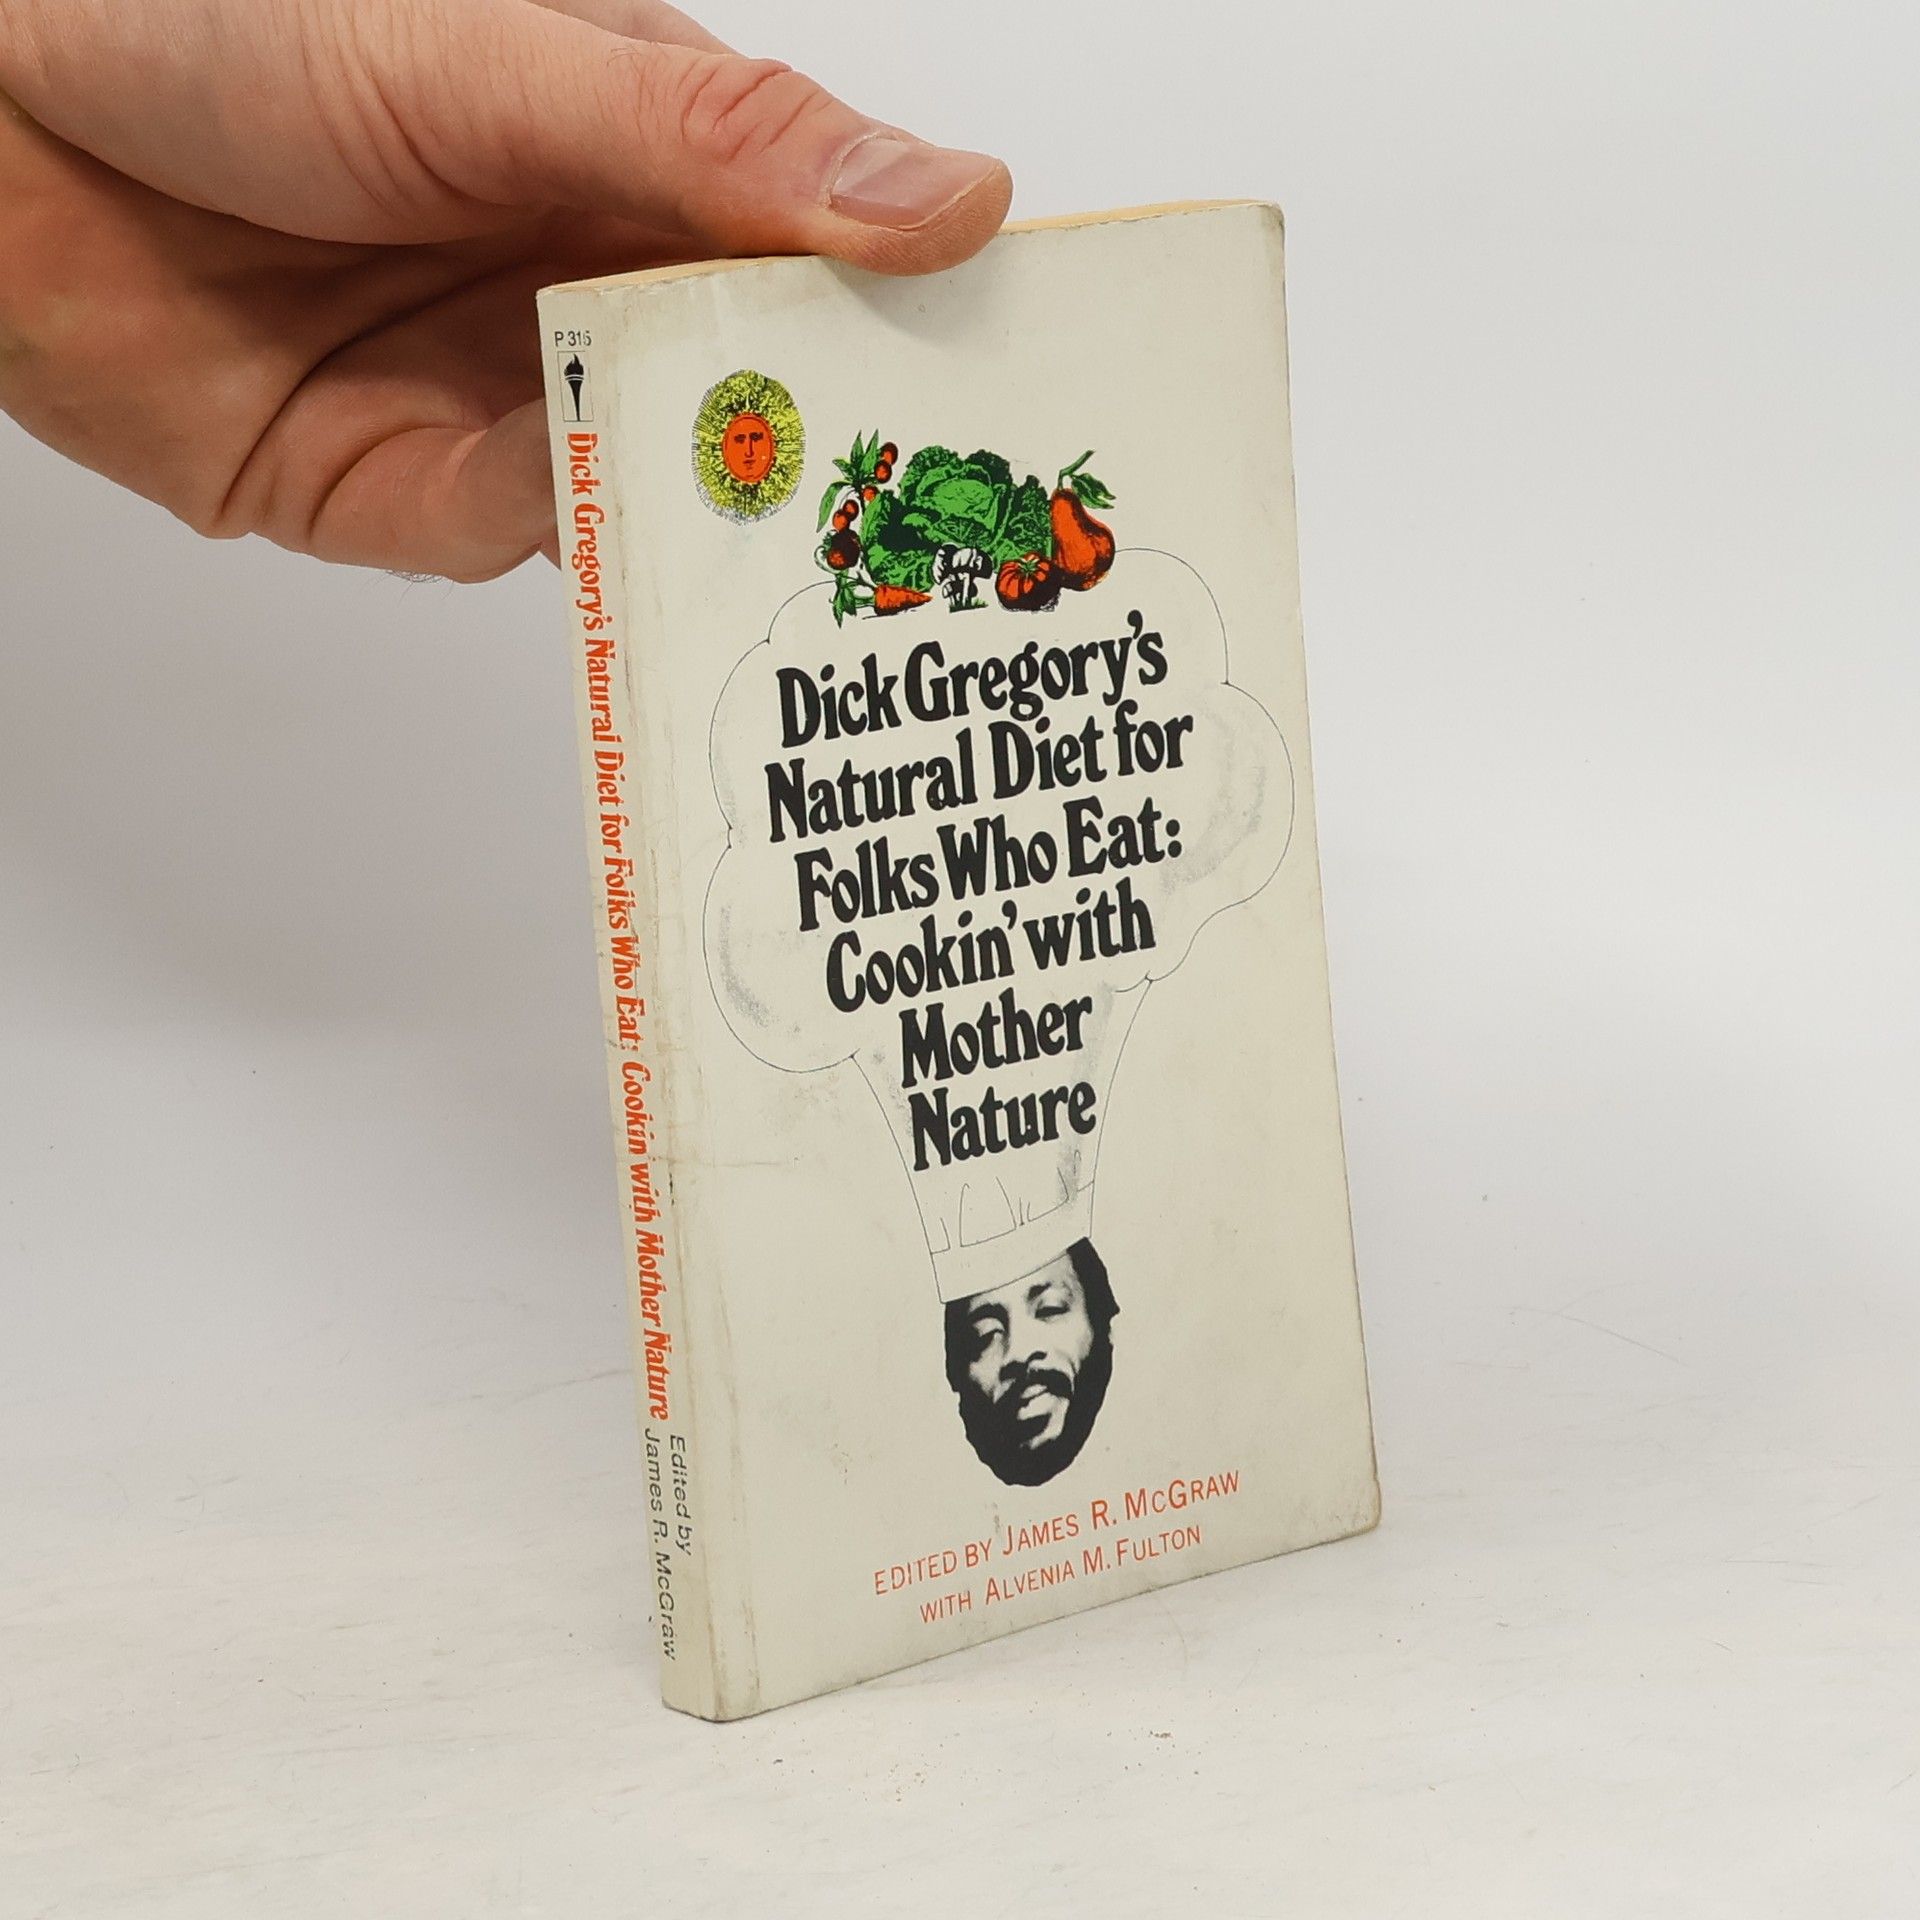 P 315
Dick Gregory's Natural Diet for Folks Who Eat: Cookin' with Mother Nature
Edited by
James R. McGraw
Dick Gregory's
Natural Diet for
Folks Who Eat:
Cookin' with
Mother
Nature
EDITED BY JAMES R. MCGRAW
WITH ALVENIA M. FULTON